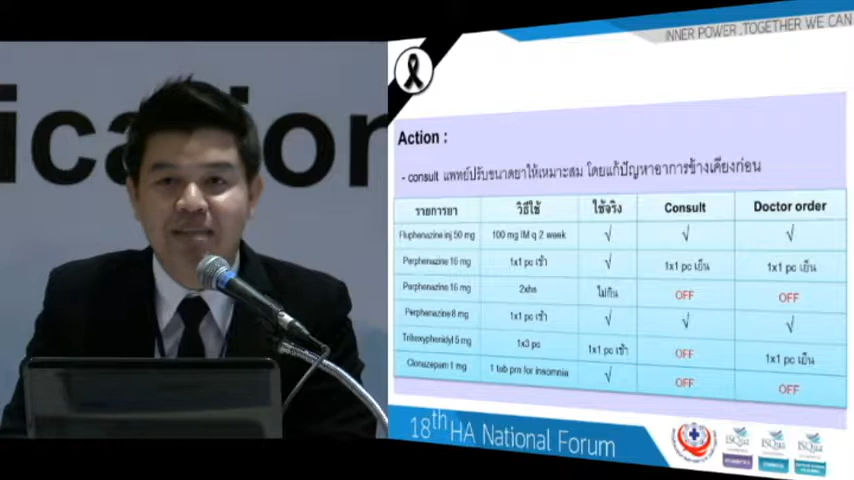 ication
INNER POWER ,TOGETHER WE CAN
Action :
- consult แพทย์ปรับขนาดยาให้เหมาะสม โดยแก้ปัญหาอาการข้างเคียงก่อน
รายการยา วิธีใช้ ใช้จริง Consult Doctor order
Fluphenazine inj 50 mg 100 mg IM q 2 week √ √ √
Perphenazine 16 mg 1x1 pc เช้า √ 1x1 pc เย็น 1x1 pc เย็น
Perphenazine 16 mg 2xhs ไม่กิน OFF OFF
Perphenazine 8 mg 1x1 pc เช้า √ √ √
Trihexyphenidyl 5 mg 1x3 pc 1x1 pc เช้า OFF 1x1 pc เย็น
Clonazepam 1 mg 1 tab prn for insomnia √ OFF OFF
18th HA National Forum
ISQua ISQua ISQua